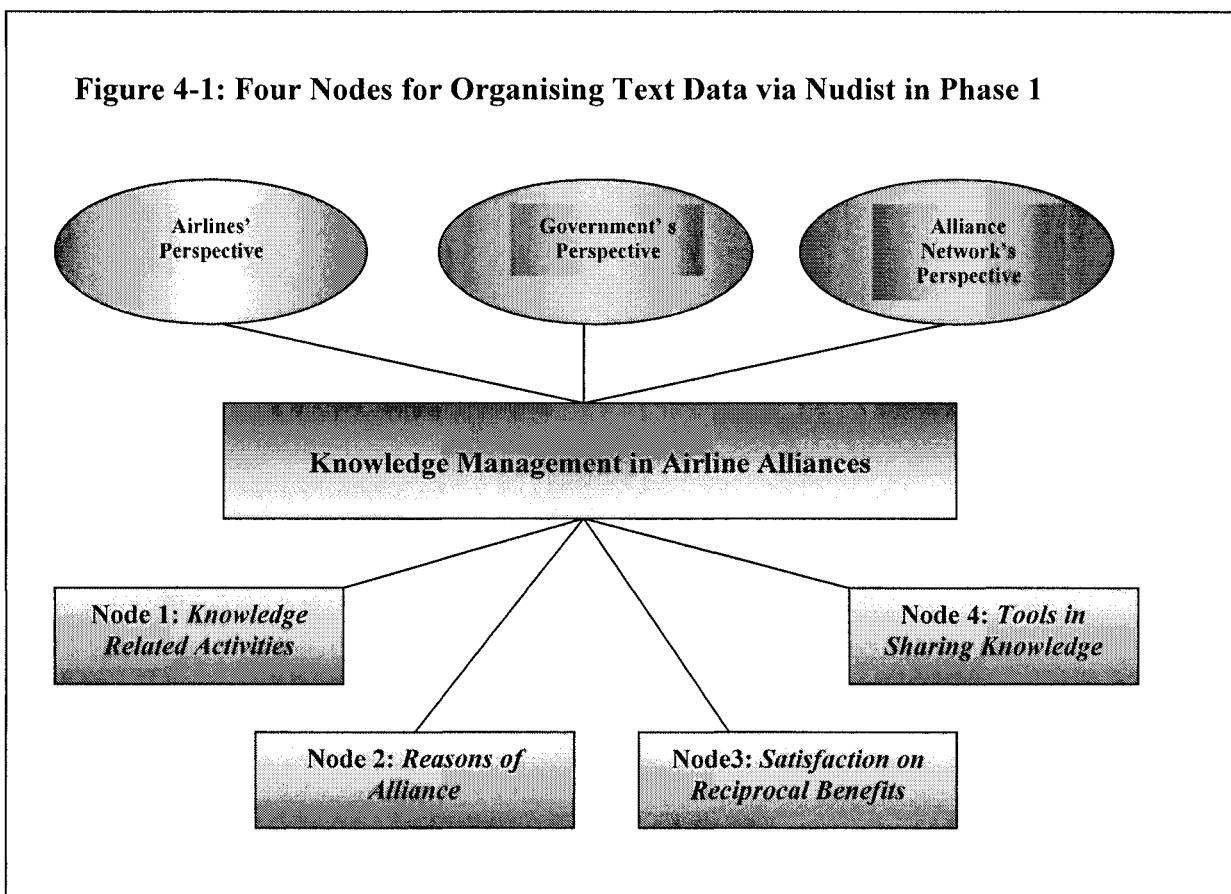 Figure 4-1: Four Nodes for Organising Text Data via Nudist in Phase 1
Airlines'
Perspective
Government' s
Perspective
Alliance
Network's
Perspective
Knowledge Management in Airline Alliances
Node 1: Knowledge
Related Activities
Node 4: Tools in
Sharing Knowledge
Node 2: Reasons of
Alliance
Node3: Satisfaction on
Reciprocal Benefits